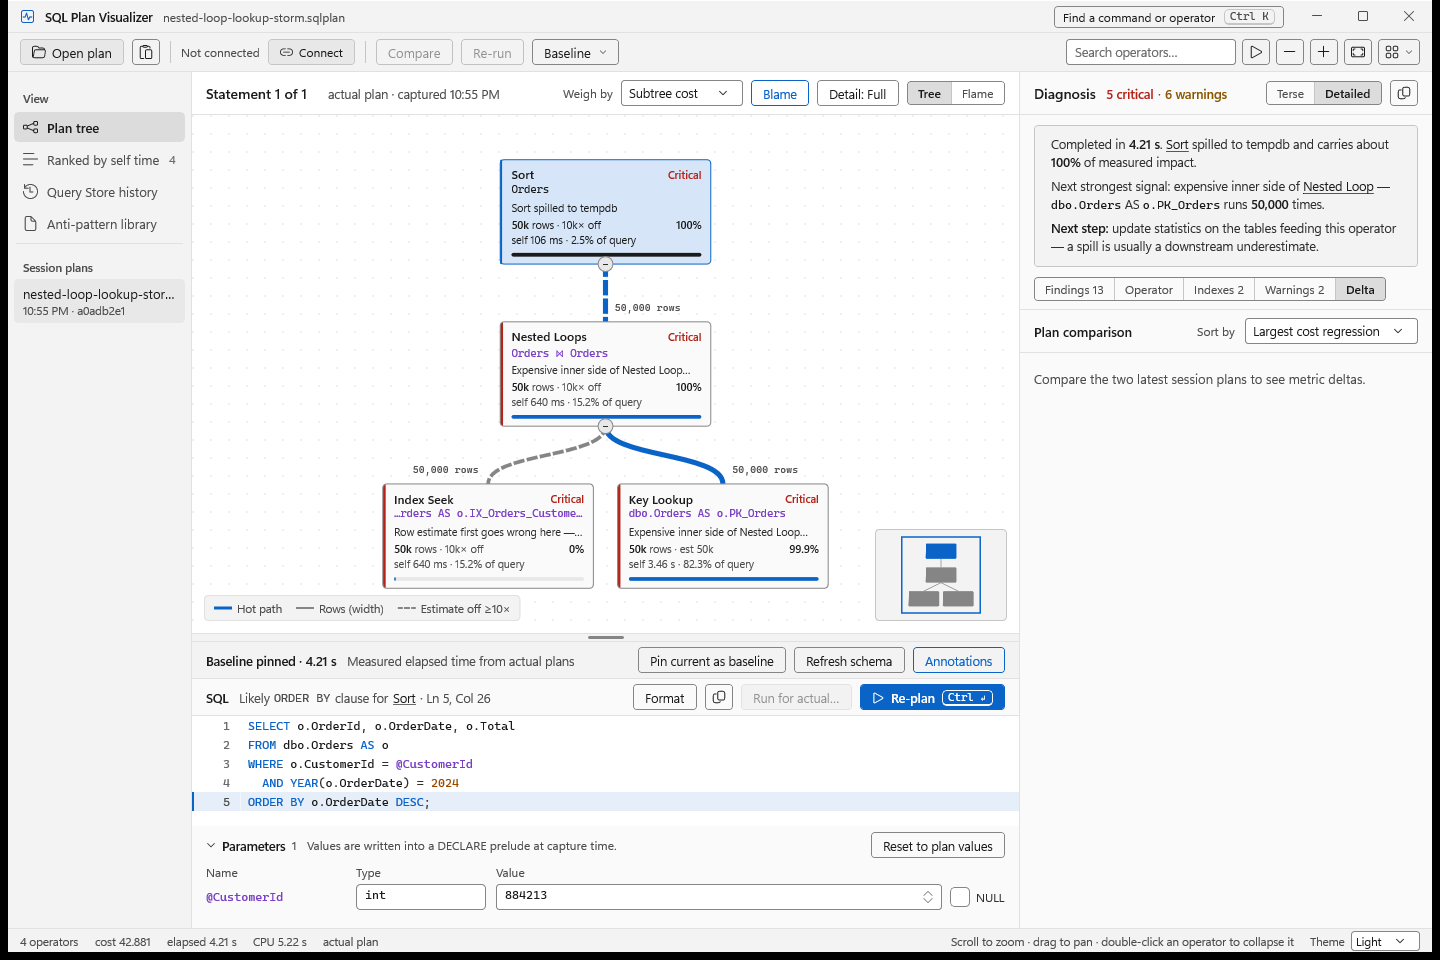 SQL Plan Visualizer nested-loop-lookup-storm.sqlplan
Find a command or operator Ctrl K
Open plan
Not connected
Connect
Compare
Re-run
Baseline
Search operators...
View
Plan tree
Ranked by self time 4
Query Store history
Anti-pattern library
Session plans
nested-loop-lookup-stor...
10:55 PM · a0adb2e1
Statement 1 of 1 actual plan · captured 10:55 PM
Weigh by Subtree cost
Blame
Detail: Full
Tree
Flame
Sort Critical
Orders
Sort spilled to tempdb
50k rows · 10k× off 100%
self 106 ms · 2.5% of query
50,000 rows
Nested Loops Critical
Orders ⋈ Orders
Expensive inner side of Nested Loop...
50k rows · 10k× off 100%
self 640 ms · 15.2% of query
50,000 rows
50,000 rows
Index Seek Critical
…rders AS o.IX_Orders_Custome…
Row estimate first goes wrong here —...
50k rows · 10k× off 0%
self 640 ms · 15.2% of query
Key Lookup Critical
dbo.Orders AS o.PK_Orders
Expensive inner side of Nested Loop...
50k rows · est 50k 99.9%
self 3.46 s · 82.3% of query
Hot path
Rows (width)
Estimate off ≥10×
Baseline pinned · 4.21 s Measured elapsed time from actual plans
Pin current as baseline
Refresh schema
Annotations
SQL Likely ORDER BY clause for Sort · Ln 5, Col 26
Format
Run for actual...
Re-plan Ctrl ↲
1 SELECT o.OrderId, o.OrderDate, o.Total
2 FROM dbo.Orders AS o
3 WHERE o.CustomerId = @CustomerId
4 AND YEAR(o.OrderDate) = 2024
5 ORDER BY o.OrderDate DESC;
Parameters 1 Values are written into a DECLARE prelude at capture time.
Reset to plan values
Name Type Value
@CustomerId int 884213 NULL
Diagnosis 5 critical · 6 warnings
Terse
Detailed
Completed in 4.21 s. Sort spilled to tempdb and carries about
100% of measured impact.
Next strongest signal: expensive inner side of Nested Loop —
dbo.Orders AS o.PK_Orders runs 50,000 times.
Next step: update statistics on the tables feeding this operator
— a spill is usually a downstream underestimate.
Findings 13
Operator
Indexes 2
Warnings 2
Delta
Plan comparison
Sort by Largest cost regression
Compare the two latest session plans to see metric deltas.
4 operators cost 42.881 elapsed 4.21 s CPU 5.22 s actual plan
Scroll to zoom · drag to pan · double-click an operator to collapse it
Theme Light